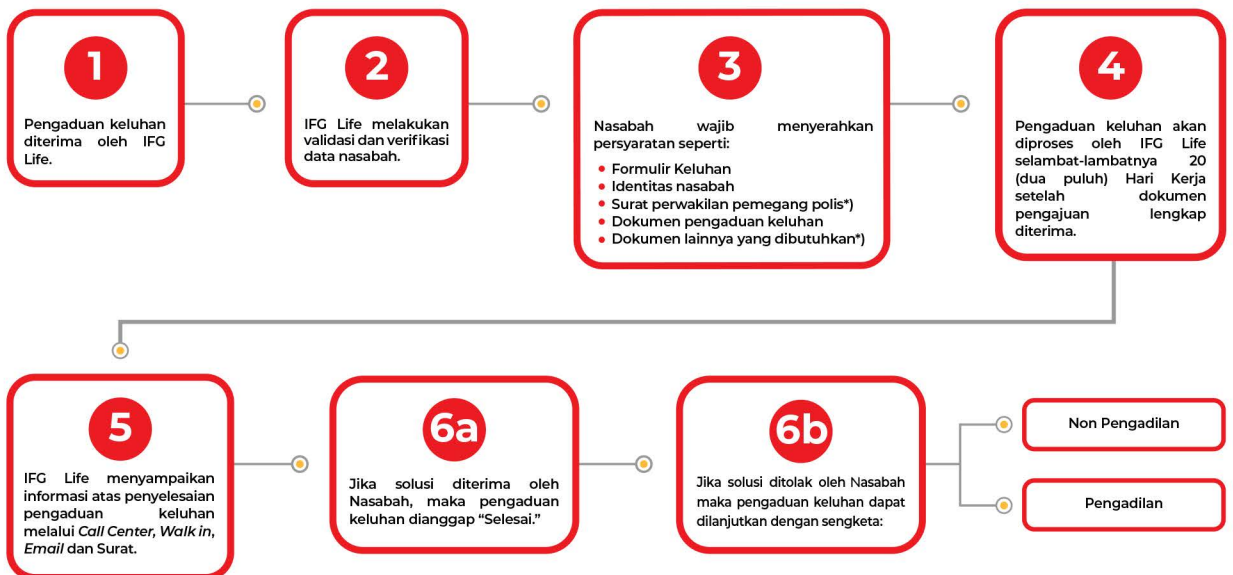 1
Pengaduan keluhan
diterima oleh IFG
Life.
2
IFG Life melakukan
validasi dan verifikasi
data nasabah.
3
Nasabah wajib menyerahkan
persyaratan seperti:
• Formulir Keluhan
• Identitas nasabah
• Surat perwakilan pemegang polis*)
• Dokumen pengaduan keluhan
• Dokumen lainnya yang dibutuhkan*)
4
Pengaduan keluhan akan
diproses oleh IFG Life
selambat-lambatnya 20
(dua puluh) Hari Kerja
setelah dokumen
pengajuan lengkap
diterima.
5
IFG Life menyampaikan
informasi atas penyelesaian
pengaduan keluhan
melalui Call Center, Walk in,
Email dan Surat.
6a
Jika solusi diterima oleh
Nasabah, maka pengaduan
keluhan dianggap “Selesai.”
6b
Jika solusi ditolak oleh Nasabah
maka pengaduan keluhan dapat
dilanjutkan dengan sengketa:
Non Pengadilan
Pengadilan